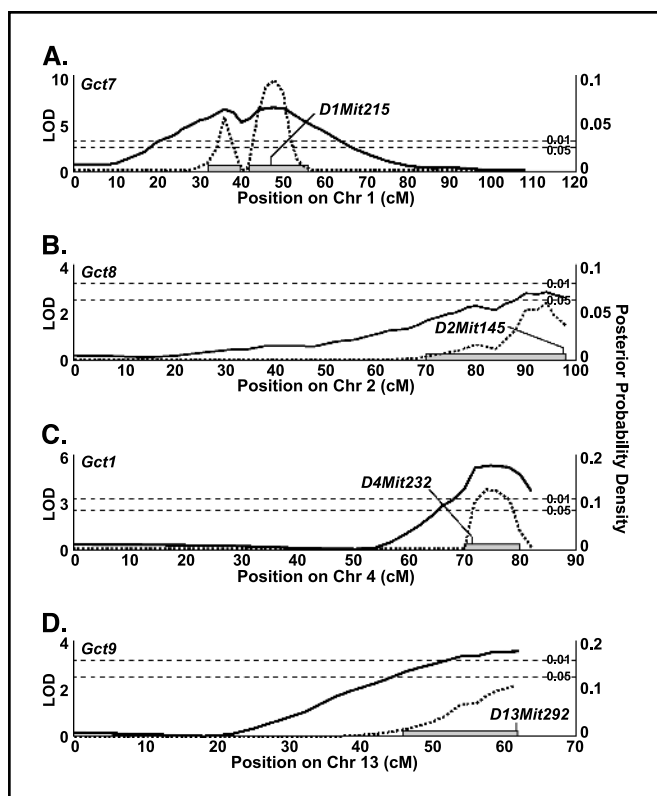 A.
Gct7
10
5
0
LOD
D1Mit215
0.01
0.05
0.1
0.05
0
0 10 20 30 40 50 60 70 80 90 100 110 120
Position on Chr 1 (cM)
B.
Gct8
4
2
0
LOD
D2Mit145
0.01
0.05
0.1
0.05
0
0 10 20 30 40 50 60 70 80 90 100
Position on Chr 2 (cM)
Posterior Probability Density
C.
Gct1
6
3
0
LOD
D4Mit232
0.01
0.05
0.2
0.1
0
0 10 20 30 40 50 60 70 80 90
Position on Chr 4 (cM)
D.
Gct9
4
2
0
LOD
D13Mit292
0.01
0.05
0.2
0.1
0
0 10 20 30 40 50 60 70
Position on Chr 13 (cM)